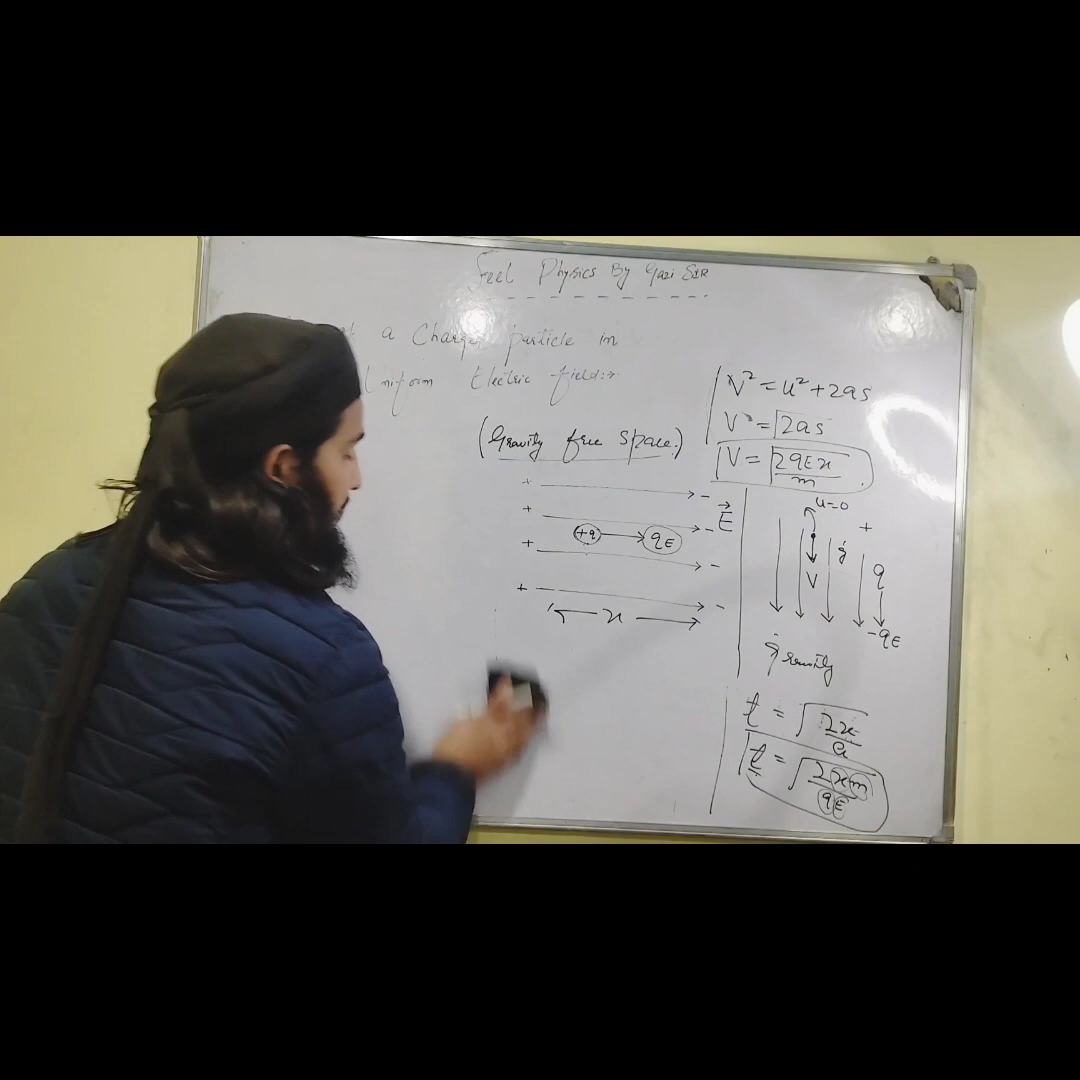 Feel Physics By Gazi SIR
a Charge particle in
Uniform Electric field:→
(Gravity free space.)
+ -
+ - E⃗
+q → qE
+ -
+ -
x
V² = u² + 2as
V² = 2as
V = √2qEx/m
u=0
+
g
q
V
-qE
gravity
t = √2x/a
t = √2xm/qE